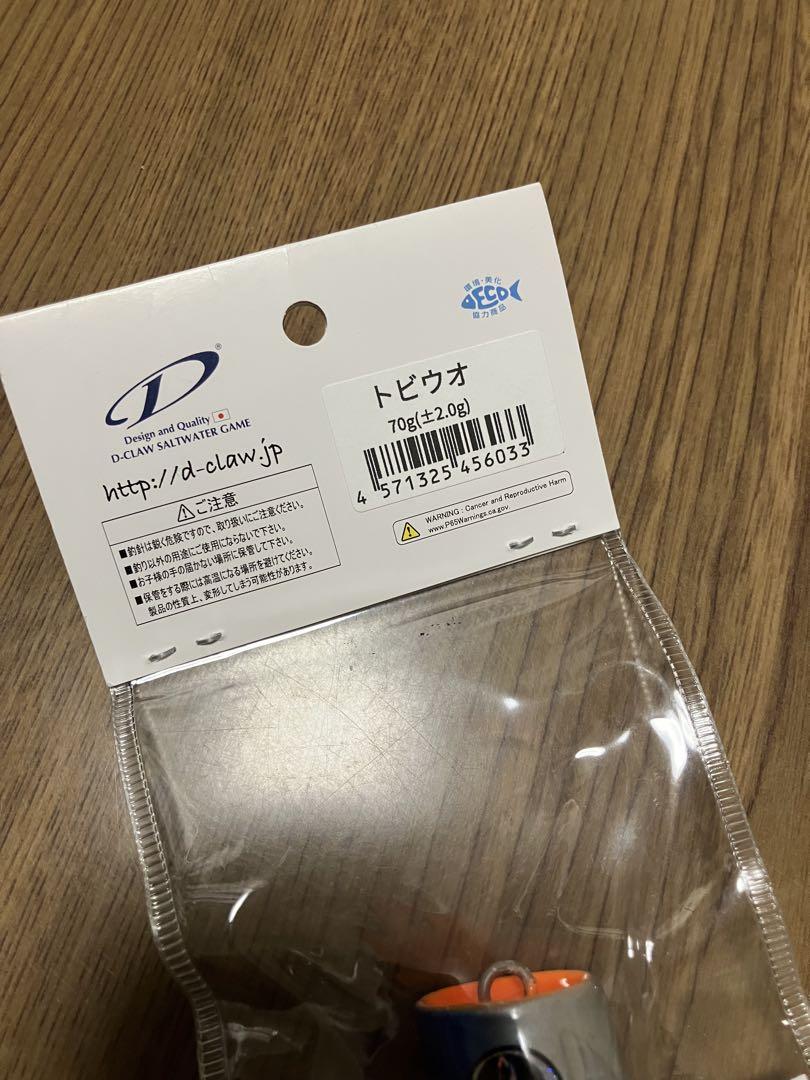 環境・美化
DECO
協力商品
D®
Design and Quality
D-CLAW SALTWATER GAME
http://d-claw.jp
トビウオ
70g(±2.0g)
4 571325 456033
⚠ご注意
■釣針は鋭く危険ですので、取り扱いにご注意ください。
■釣り以外の用途にご使用にならないで下さい。
■お子様の手の届かない場所に保管して下さい。
■保管をする際には高温になる場所を避けてください。
製品の性質上、変形してしまう可能性があります。
WARNING : Cancer and Reproductive Harm
www.P65Warnings.ca.gov.